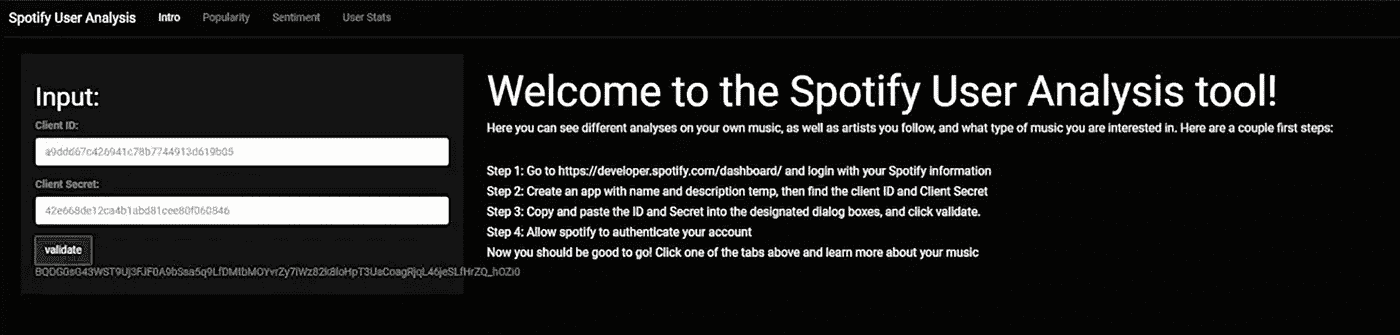 Spotify User Analysis Intro Popularity Sentiment User Stats
Input:
Client ID:
Client Secret:
validate
Welcome to the Spotify User Analysis tool!
Here you can see different analyses on your own music, as well as artists you follow, and what type of music you are interested in. Here are a couple first steps:
Step 1: Go to https://developer.spotify.com/dashboard/ and login with your Spotify information
Step 2: Create an app with name and description temp, then find the client ID and Client Secret
Step 3: Copy and paste the ID and Secret into the designated dialog boxes, and click validate.
Step 4: Allow spotify to authenticate your account
Now you should be good to go! Click one of the tabs above and learn more about your music